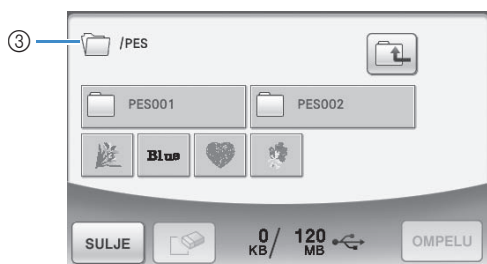 ③
/PES
PES001 PES002
Blue
SULJE 0 KB / 120 MB OMPELU